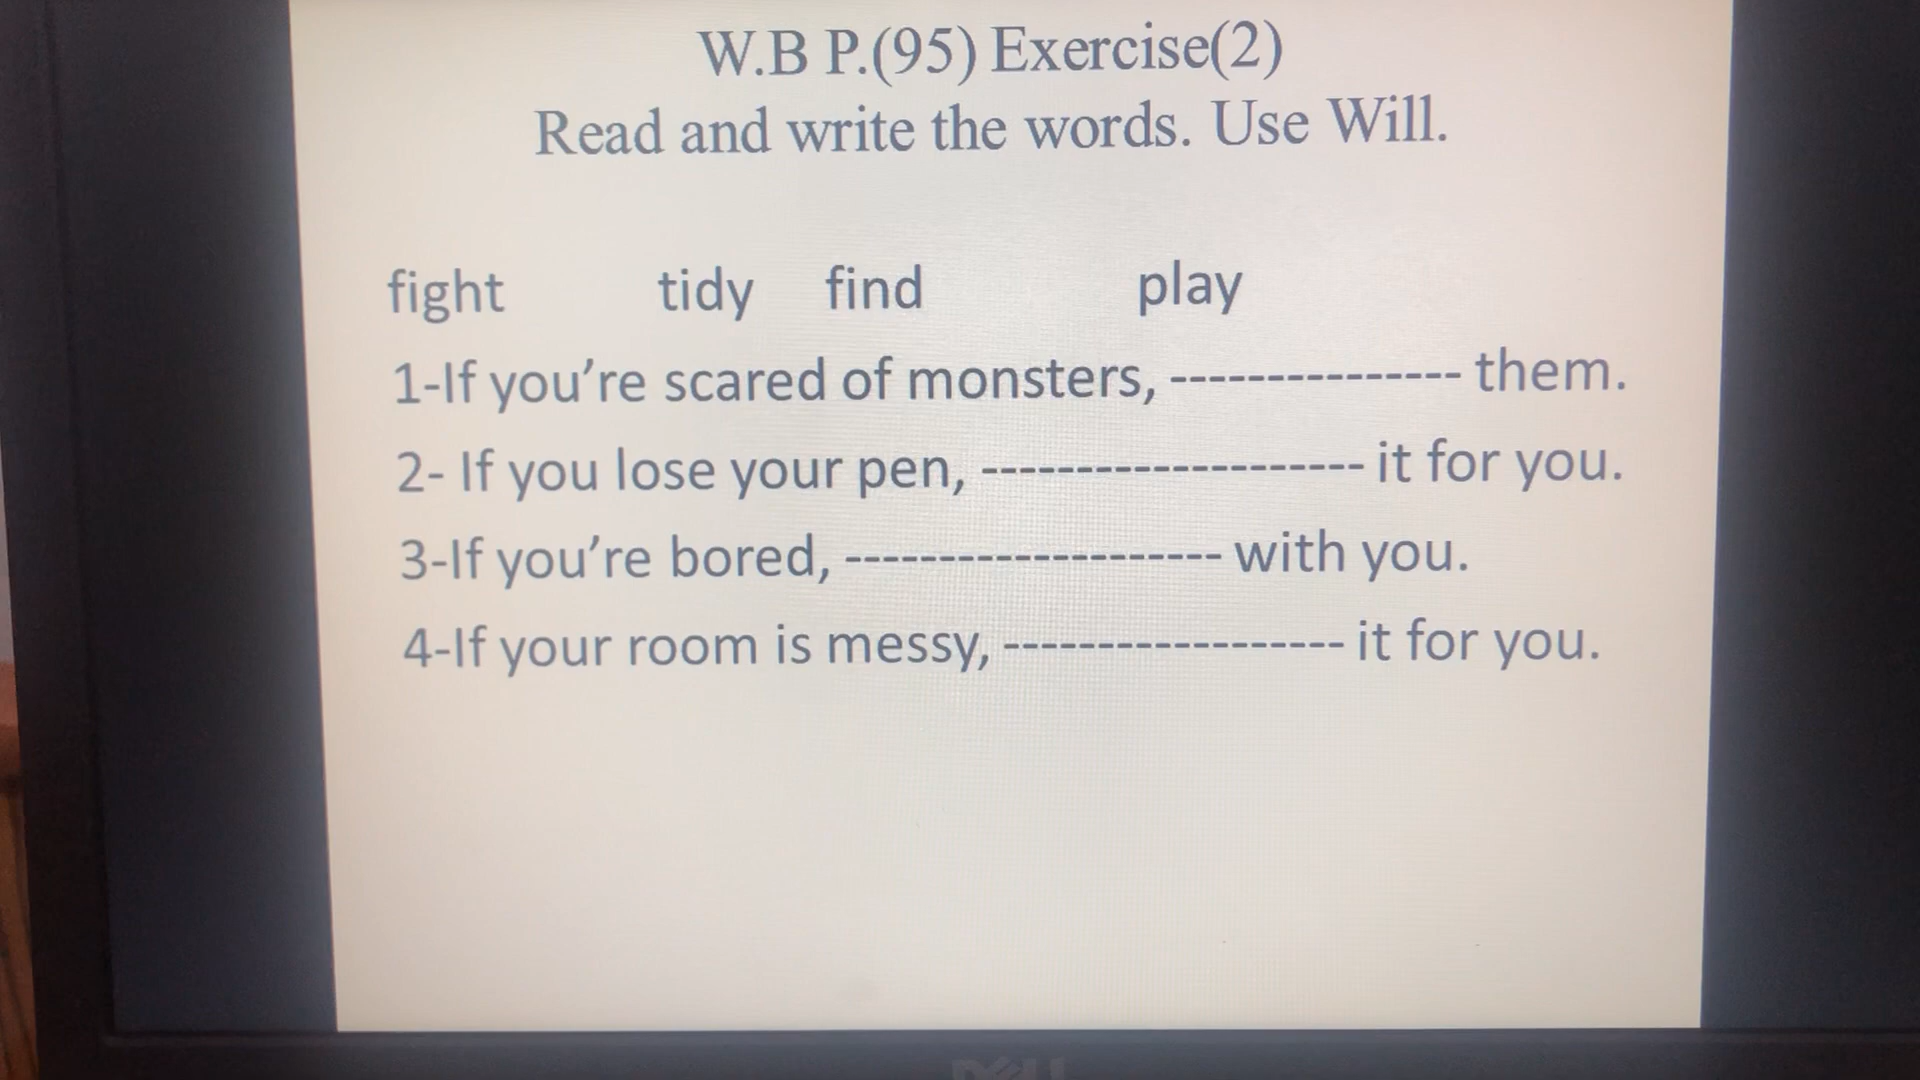 W.B P.(95) Exercise(2)
Read and write the words. Use Will.
fight tidy find play
1-If you’re scared of monsters, --------------- them.
2- If you lose your pen, -------------------- it for you.
3-If you’re bored, -------------------- with you.
4-If your room is messy, ------------------ it for you.
DELL